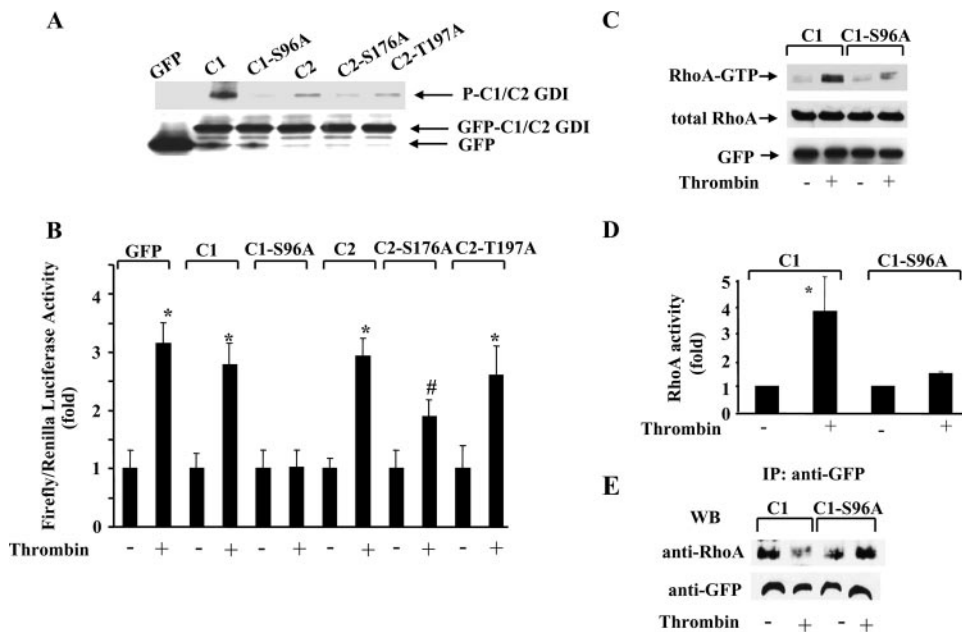 A
GFP C1 C1-S96A C2 C2-S176A C2-T197A
P-C1/C2 GDI
GFP-C1/C2 GDI
GFP
B
GFP C1 C1-S96A C2 C2-S176A C2-T197A
Firefly/Renilla Luciferase Activity
(fold)
4
3
2
1
0
* * * # *
Thrombin - + - + - + - + - + - +
C
C1 C1-S96A
RhoA-GTP
total RhoA
GFP
Thrombin - + - +
D
C1 C1-S96A
RhoA activity
(fold)
5
4
3
2
1
0
*
Thrombin - + - +
E
IP: anti-GFP
WB C1 C1-S96A
anti-RhoA
anti-GFP
Thrombin - + - +